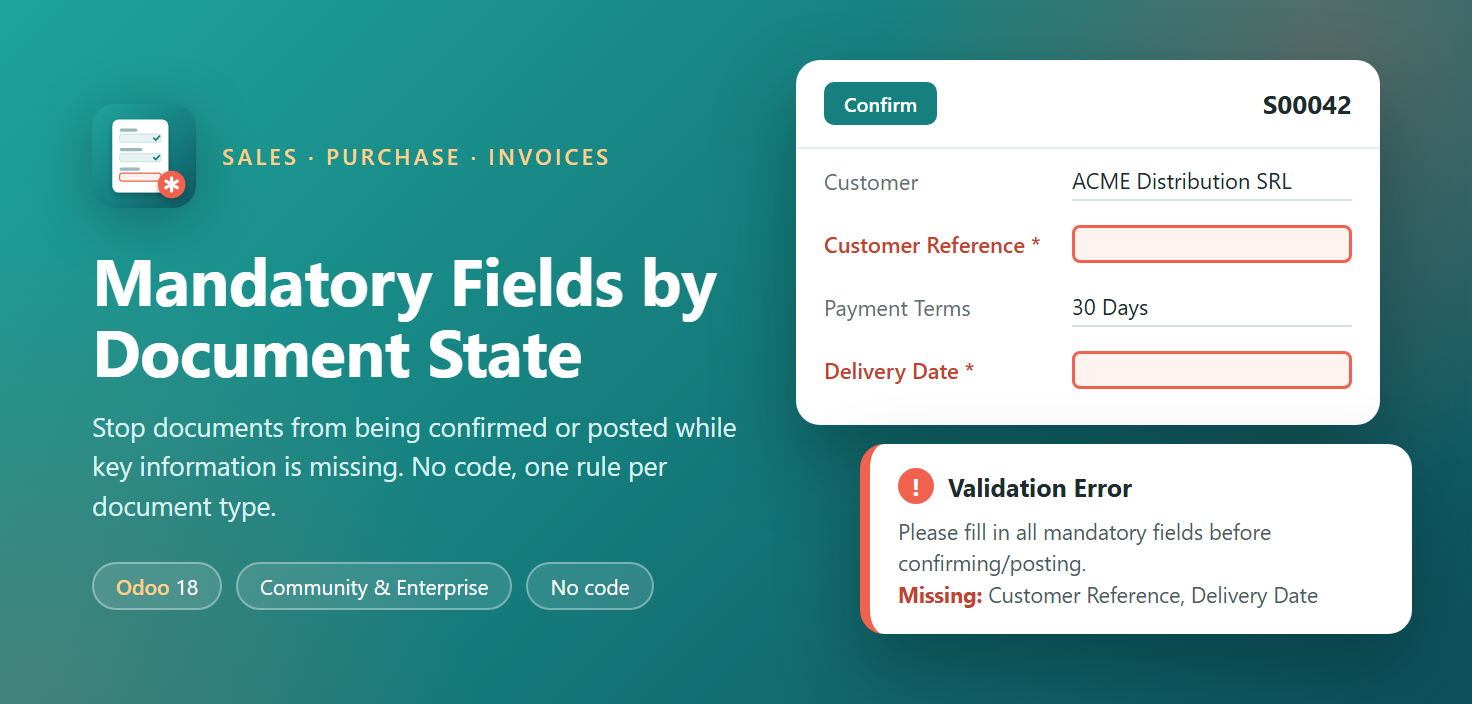 SALES · PURCHASE · INVOICES
Mandatory Fields by
Document State
Stop documents from being confirmed or posted while
key information is missing. No code, one rule per
document type.
Odoo 18
Community & Enterprise
No code
Confirm
S00042
Customer
ACME Distribution SRL
Customer Reference *
Payment Terms
30 Days
Delivery Date *
!
Validation Error
Please fill in all mandatory fields before
confirming/posting.
Missing: Customer Reference, Delivery Date